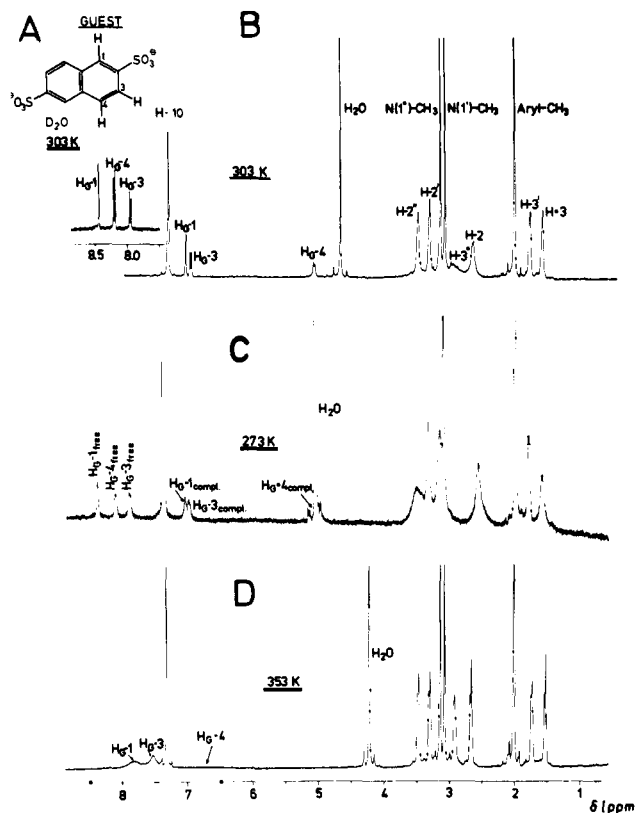 A
GUEST
H
1
SO3⊖
3
H
4
H
⊖O3S
D2O
303K
HG-1
HG-4
HG-3
8.5 8.0
B
H-10
303K
HG-1
HG-3
HG-4
H2O
N(1")-CH3
N(1')-CH3
Aryl-CH3
H-2"
H-2'
H-3"
H-2
H-3'
H-3
C
273K
HG-1free
HG-4free
HG-3free
HG-1compl.
HG-3compl.
HG-4compl.
H2O
D
353K
HG-1
HG-3
HG-4
H2O
8 7 6 5 4 3 2 1
δ [ppm